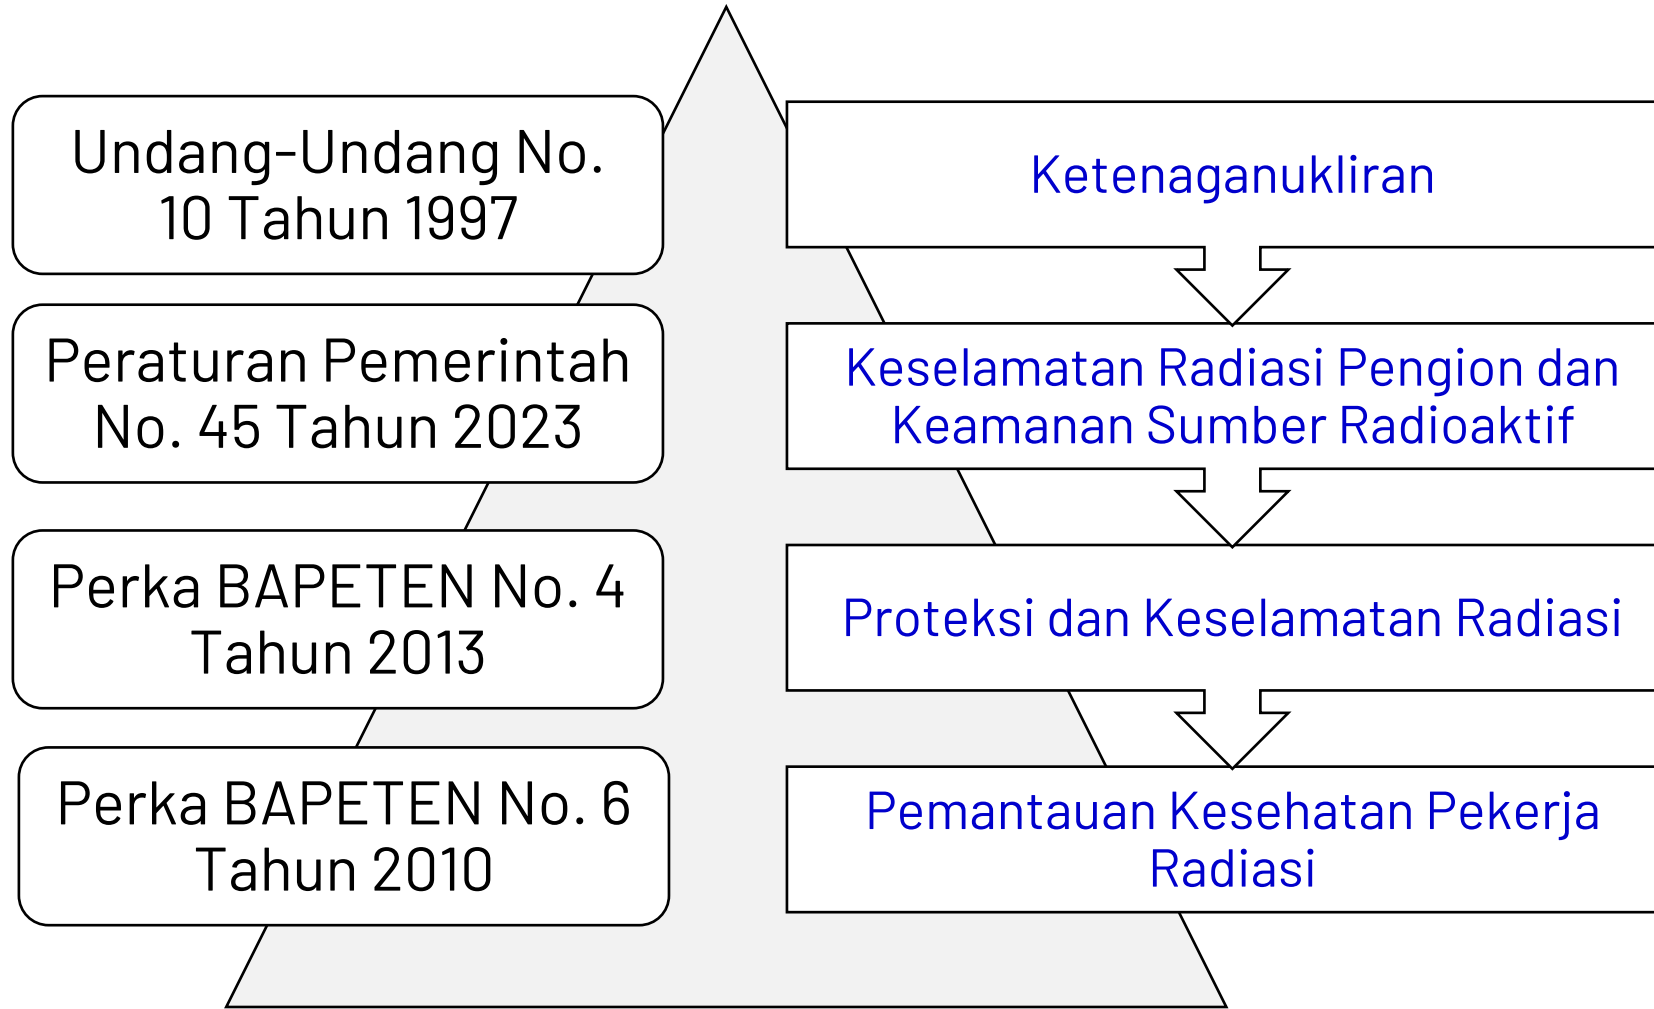 Undang-Undang No.
10 Tahun 1997
Ketenaganukliran
Peraturan Pemerintah
No. 45 Tahun 2023
Keselamatan Radiasi Pengion dan
Keamanan Sumber Radioaktif
Perka BAPETEN No. 4
Tahun 2013
Proteksi dan Keselamatan Radiasi
Perka BAPETEN No. 6
Tahun 2010
Pemantauan Kesehatan Pekerja
Radiasi